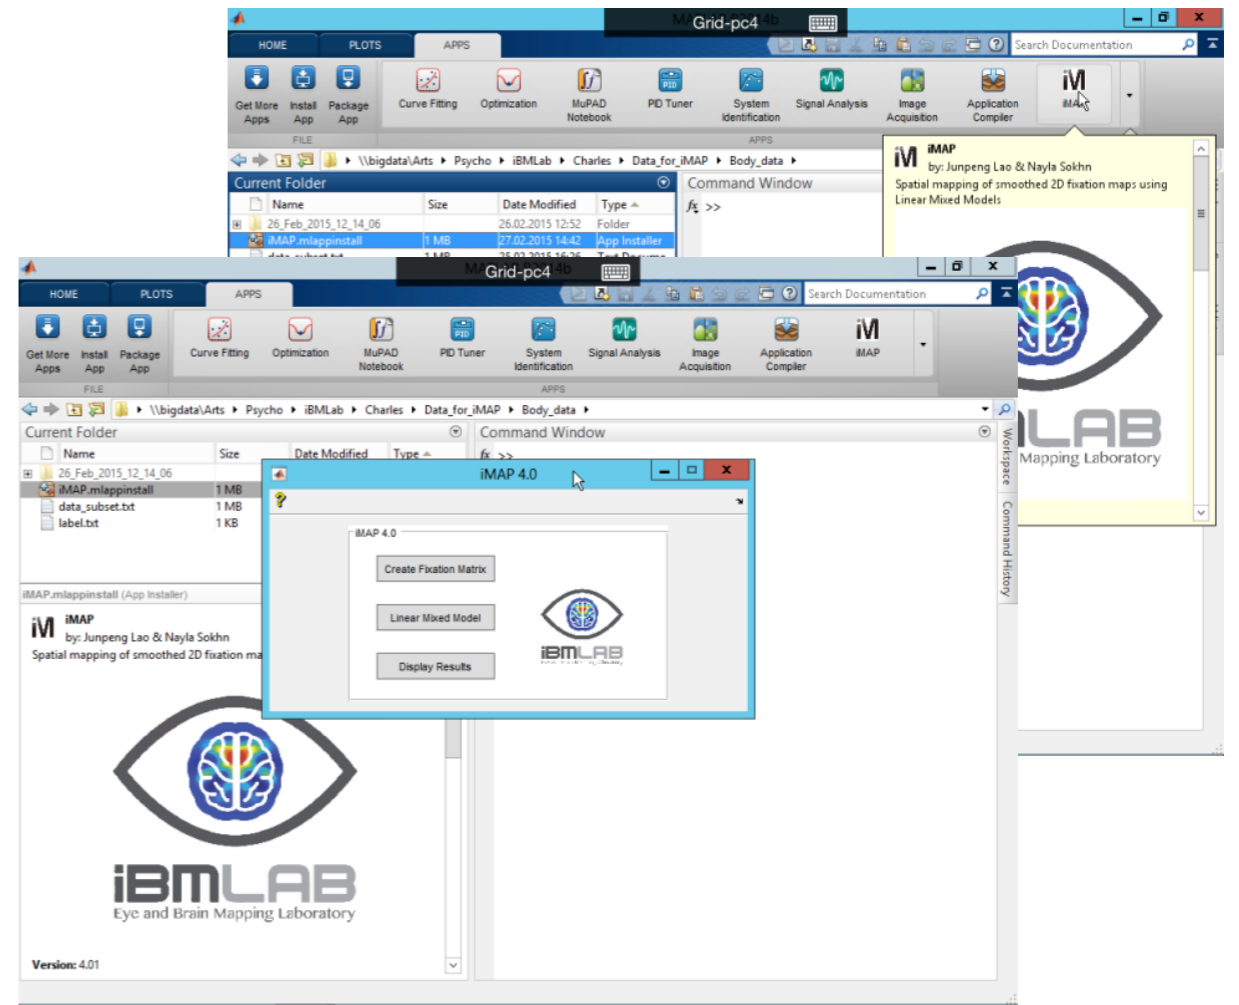 Grid-pc4
HOME PLOTS APPS
Search Documentation
Get More Apps
Install App
Package App
Curve Fitting
Optimization
MuPAD Notebook
PID Tuner
System Identification
Signal Analysis
Image Acquisition
Application Compiler
FILE
APPS
\\bigdata\Arts Psycho iBMLab Charles Data_for_iMAP Body_data
Current Folder
Command Window
Name Size Date Modified Type
26_Feb_2015_12_14_06 26.02.2015 12:52 Folder
iMAP.mlappinstall 1 MB 27.02.2015 14:42 App Installer
fx >>
iM iMAP
by: Junpeng Lao & Nayla Sokhn
Spatial mapping of smoothed 2D fixation maps using
Linear Mixed Models
LAB
Mapping Laboratory
Grid-pc4
HOME PLOTS APPS
Search Documentation
Get More Apps
Install App
Package App
Curve Fitting
Optimization
MuPAD Notebook
PID Tuner
System Identification
Signal Analysis
Image Acquisition
Application Compiler
iM iMAP
FILE
APPS
\\bigdata\Arts Psycho iBMLab Charles Data_for_iMAP Body_data
Current Folder
Command Window
Workspace
Command History
Name Size Date Modified Type
fx >>
26_Feb_2015_12_14_06
iMAP.mlappinstall 1 MB
data_subset.txt 1 MB
label.txt 1 KB
iMAP 4.0
iMAP 4.0
Create Fixation Matrix
Linear Mixed Model
Display Results
iBMLAB
iMAP.mlappinstall (App Installer)
iM iMAP
by: Junpeng Lao & Nayla Sokhn
Spatial mapping of smoothed 2D fixation ma
iBMLAB
Eye and Brain Mapping Laboratory
Version: 4.01